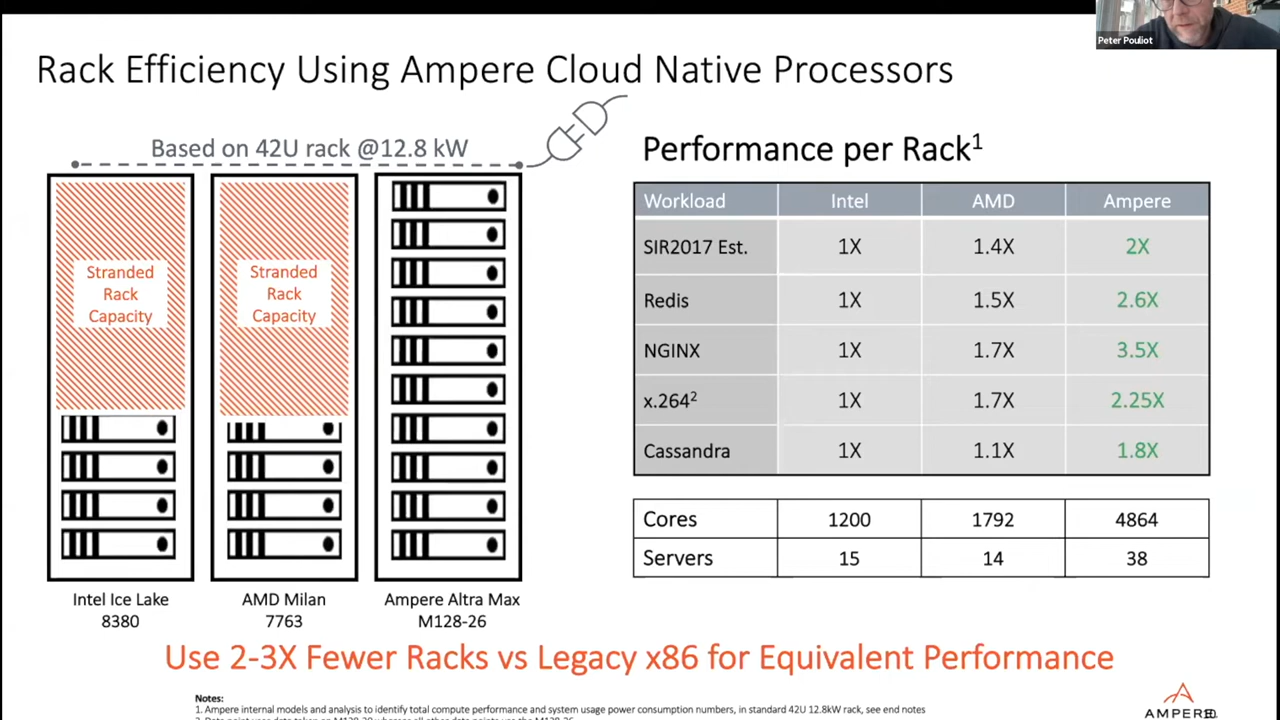 Peter Pouliot
Rack Efficiency Using Ampere Cloud Native Processors
Based on 42U rack @12.8 kW
Stranded
Rack
Capacity
Stranded
Rack
Capacity
Intel Ice Lake
8380
AMD Milan
7763
Ampere Altra Max
M128-26
Performance per Rack¹
Workload Intel AMD Ampere
SIR2017 Est. 1X 1.4X 2X
Redis 1X 1.5X 2.6X
NGINX 1X 1.7X 3.5X
x.264² 1X 1.7X 2.25X
Cassandra 1X 1.1X 1.8X
Cores 1200 1792 4864
Servers 15 14 38
Use 2-3X Fewer Racks vs Legacy x86 for Equivalent Performance
Notes:
1. Ampere internal models and analysis to identify total compute performance and system usage power consumption numbers, in standard 42U 12.8kW rack, see end notes
AMPERE